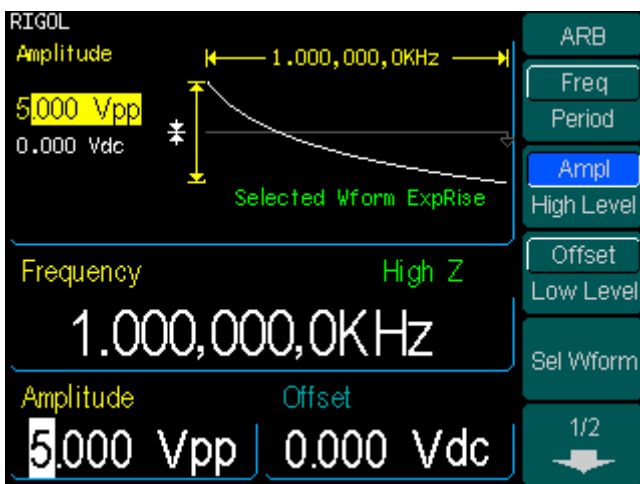 RIGOL
Amplitude
1.000,000,0KHz
5.000 Vpp
0.000 Vdc
Selected Wform ExpRise
Frequency
High Z
1.000,000,0KHz
Amplitude
Offset
5.000 Vpp
0.000 Vdc
ARB
Freq
Period
Ampl
High Level
Offset
Low Level
Sel Wform
1/2